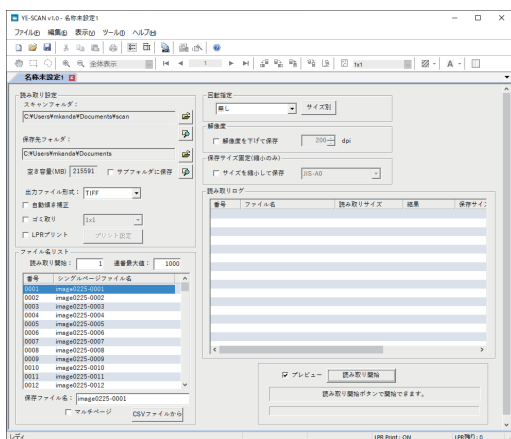 YE-SCAN v1.0 - 名称未設定1
ファイル(F) 編集(E) 表示(V) ツール(T) ヘルプ(H)
全体表示 1 1x1 A
名称未設定1
読み取り設定
スキャンフォルダ：
C:¥Users¥mkanda¥Documents¥scan
保存先フォルダ：
C:¥Users¥mkanda¥Documents
空き容量(MB) 215591 サブフォルダに保存
出力ファイル形式： TIFF
自動傾き補正
ゴミ取り 1x1
LPRプリント プリント設定
ファイル名リスト
読み取り開始： 1 連番最大値： 1000
番号 シングルページファイル名
0001 image0225-0001
0002 image0225-0002
0003 image0225-0003
0004 image0225-0004
0005 image0225-0005
0006 image0225-0006
0007 image0225-0007
0008 image0225-0008
0009 image0225-0009
0010 image0225-0010
0011 image0225-0011
0012 image0225-0012
保存ファイル名： image0225-0001
マルチページ CSVファイルから
回転指定
無し サイズ別
解像度
解像度を下げて保存 200 dpi
保存サイズ固定(縮小のみ)
サイズを縮小して保存 JIS-A0
読み取りログ
番号 ファイル名 読み取りサイズ 結果 保存サイズ
プレビュー 読み取り開始
読み取り開始ボタンで開始できます。
レディ LPR Print : ON LPR残り: 0